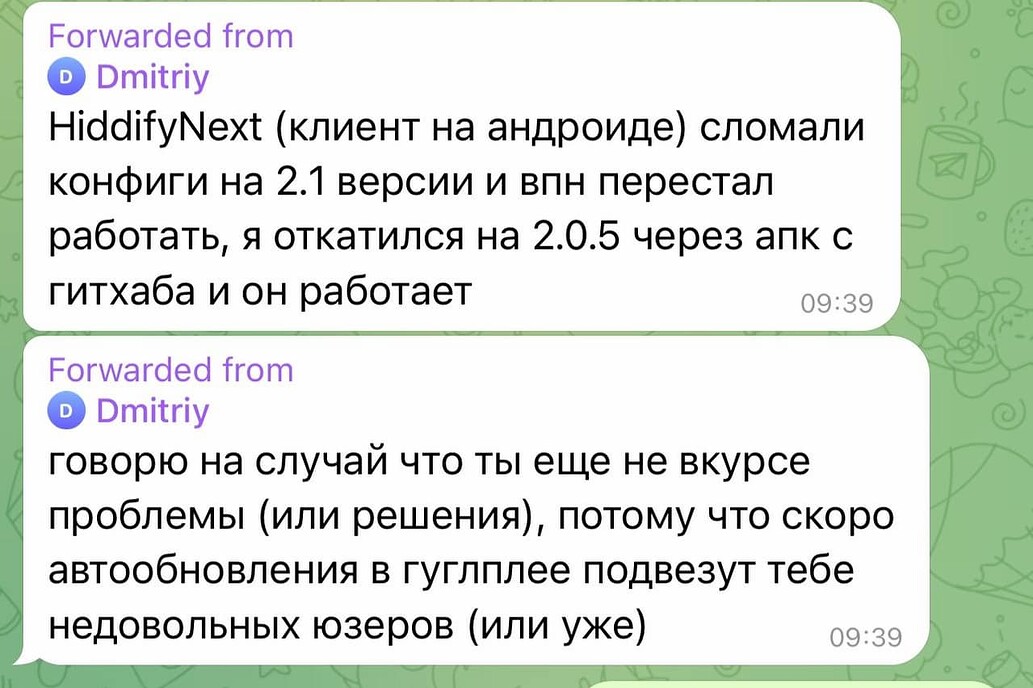 Forwarded from
D Dmitriy
HiddifyNext (клиент на андроиде) сломали
конфиги на 2.1 версии и впн перестал
работать, я откатился на 2.0.5 через апк с
гитхаба и он работает
09:39
Forwarded from
D Dmitriy
говорю на случай что ты еще не вкурсе
проблемы (или решения), потому что скоро
автообновления в гуглплее подвезут тебе
недовольных юзеров (или уже)
09:39